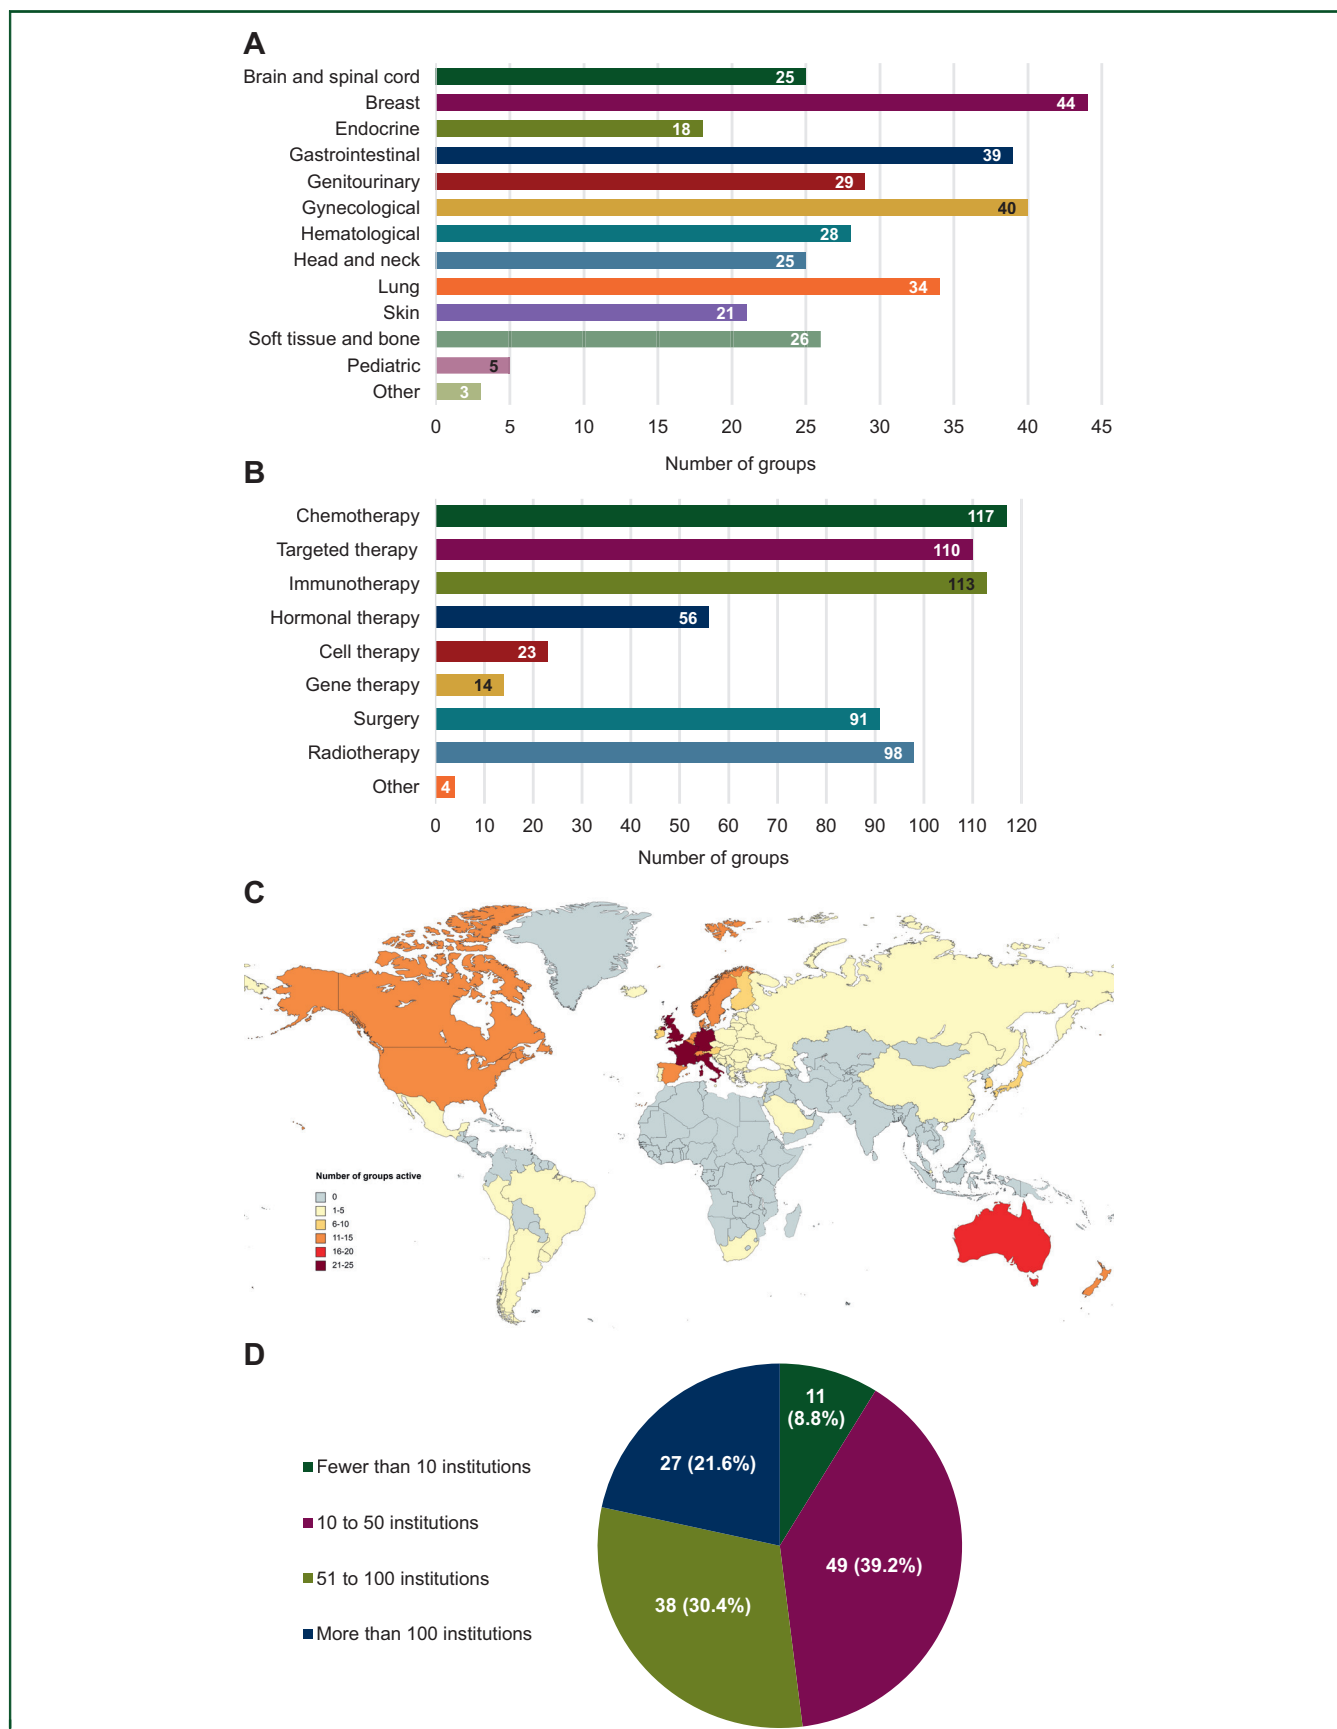 A
Brain and spinal cord 25
Breast 44
Endocrine 18
Gastrointestinal 39
Genitourinary 29
Gynecological 40
Hematological 28
Head and neck 25
Lung 34
Skin 21
Soft tissue and bone 26
Pediatric 5
Other 3
0 5 10 15 20 25 30 35 40 45
Number of groups
B
Chemotherapy 117
Targeted therapy 110
Immunotherapy 113
Hormonal therapy 56
Cell therapy 23
Gene therapy 14
Surgery 91
Radiotherapy 98
Other 4
0 10 20 30 40 50 60 70 80 90 100 110 120
Number of groups
C
Number of groups active
0
1-5
6-10
11-15
16-20
21-25
D
Fewer than 10 institutions
10 to 50 institutions
51 to 100 institutions
More than 100 institutions
11
(8.8%)
27 (21.6%)
49 (39.2%)
38 (30.4%)